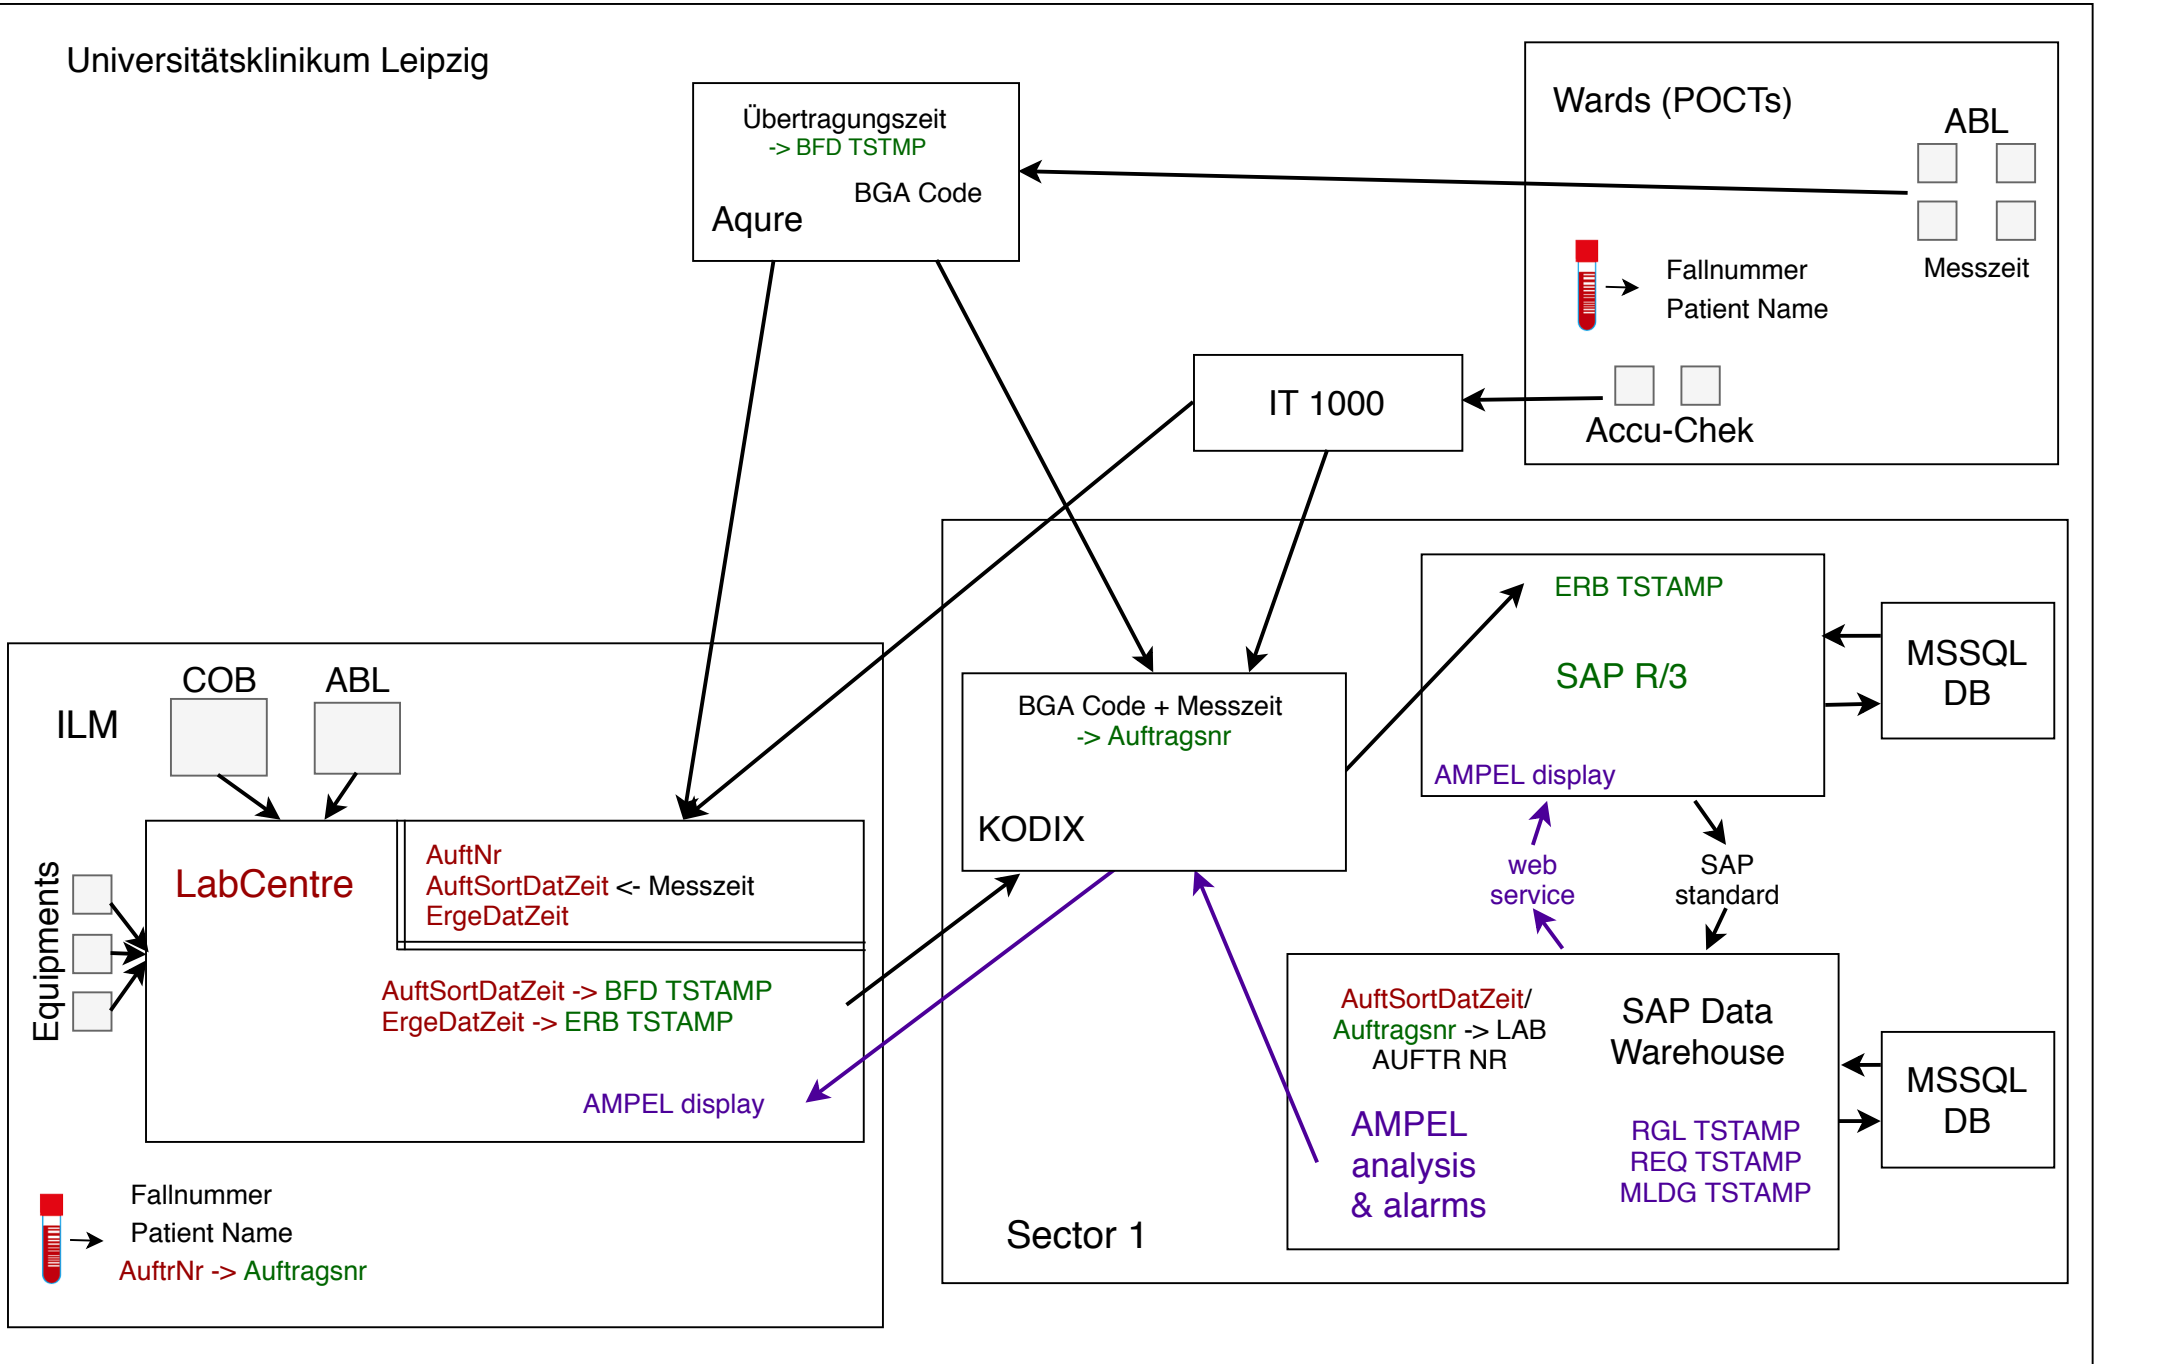 Universitätsklinikum Leipzig
Übertragungszeit
-> BFD TSTMP
BGA Code
Aqure
Wards (POCTs)
ABL
Messzeit
Fallnummer
Patient Name
Accu-Chek
IT 1000
ILM
COB
ABL
Equipments
LabCentre
AuftNr
AuftSortDatZeit <- Messzeit
ErgeDatZeit
AuftSortDatZeit -> BFD TSTAMP
ErgeDatZeit -> ERB TSTAMP
AMPEL display
Fallnummer
Patient Name
AuftrNr -> Auftragsnr
BGA Code + Messzeit
-> Auftragsnr
KODIX
ERB TSTAMP
SAP R/3
AMPEL display
MSSQL
DB
web
service
SAP
standard
AuftSortDatZeit/
Auftragsnr -> LAB
AUFTR NR
SAP Data
Warehouse
AMPEL
analysis
& alarms
RGL TSTAMP
REQ TSTAMP
MLDG TSTAMP
MSSQL
DB
Sector 1